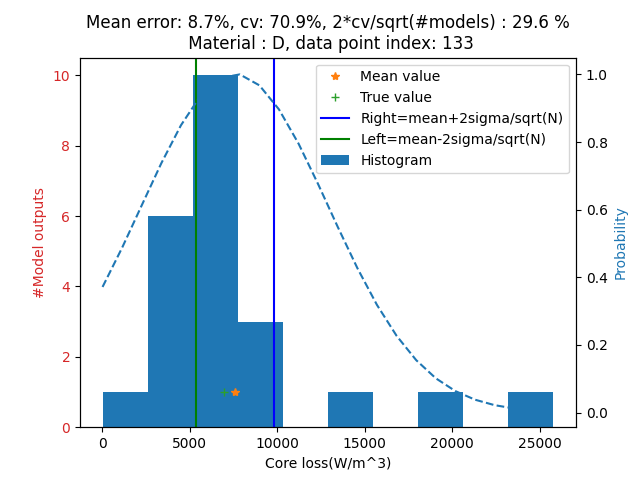 Mean error: 8.7%, cv: 70.9%, 2*cv/sqrt(#models) : 29.6 %
Material : D, data point index: 133
Mean value
True value
Right=mean+2sigma/sqrt(N)
Left=mean-2sigma/sqrt(N)
Histogram
#Model outputs
10
8
6
4
2
0
Probability
1.0
0.8
0.6
0.4
0.2
0.0
0 5000 10000 15000 20000 25000
Core loss(W/m^3)